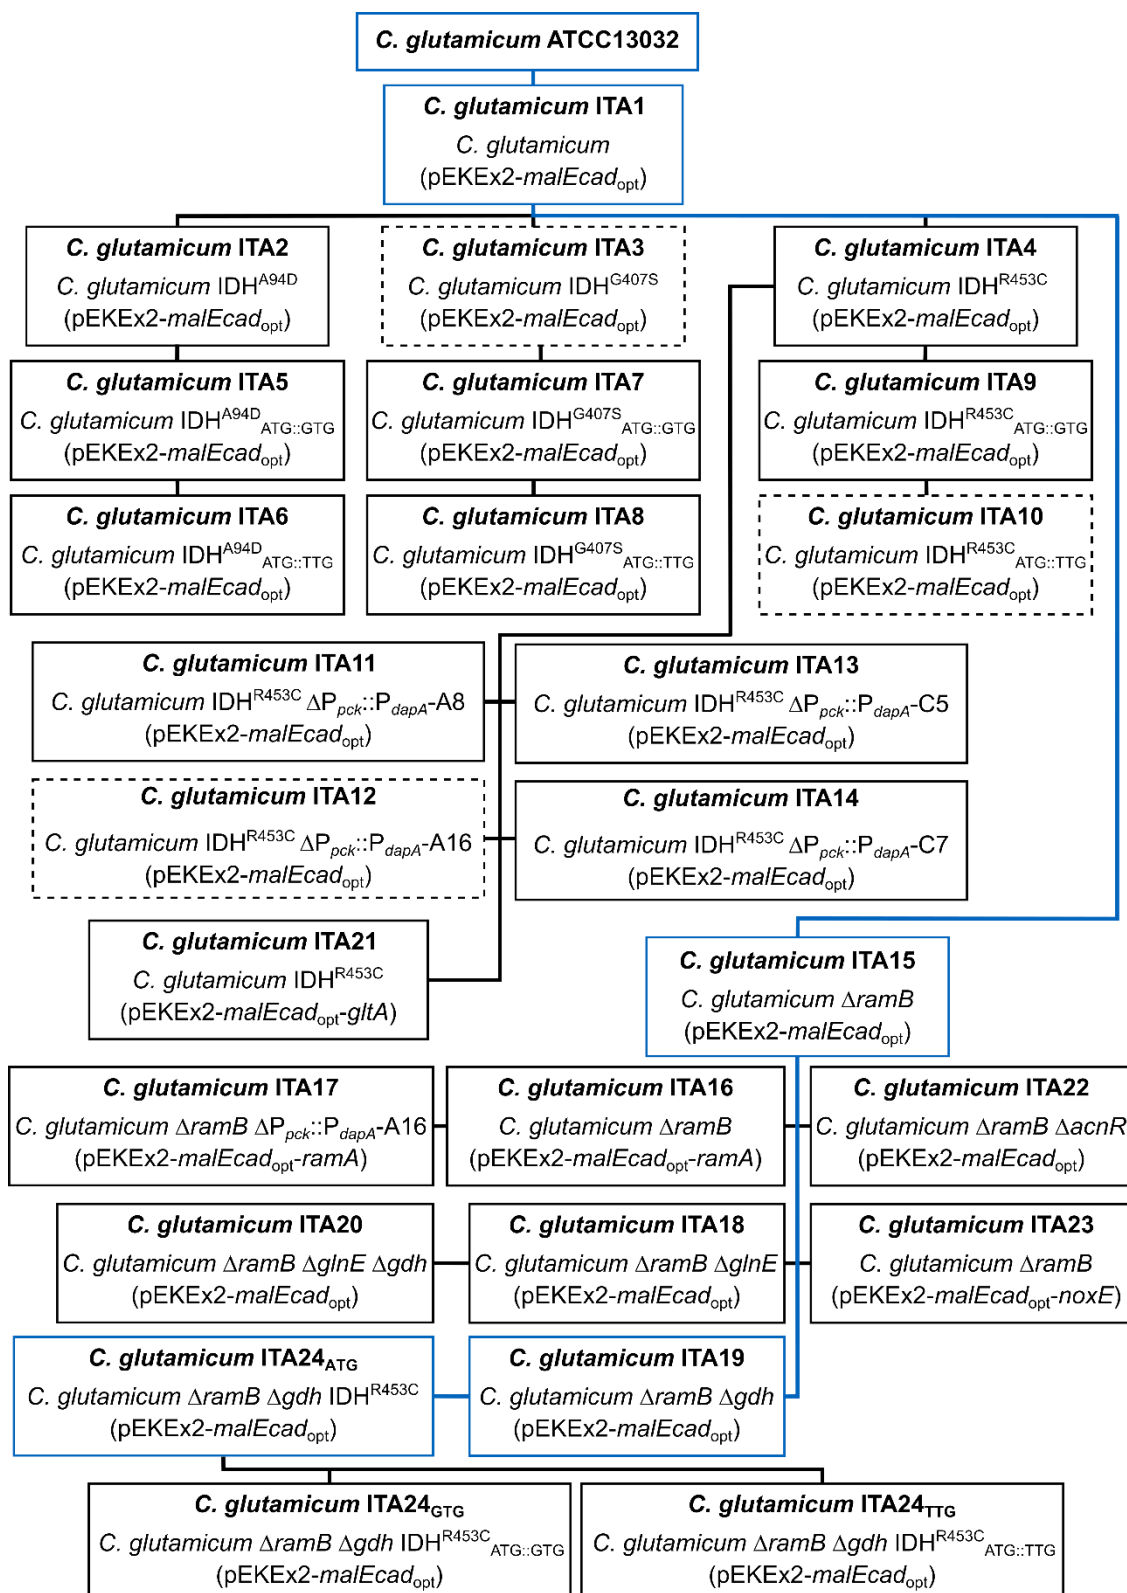 C. glutamicum ATCC13032
C. glutamicum ITA1
C. glutamicum
(pEKEx2-malEcadopt)
C. glutamicum ITA2
C. glutamicum IDHA94D
(pEKEx2-malEcadopt)
C. glutamicum ITA3
C. glutamicum IDHG407S
(pEKEx2-malEcadopt)
C. glutamicum ITA4
C. glutamicum IDHR453C
(pEKEx2-malEcadopt)
C. glutamicum ITA5
C. glutamicum IDHA94DATG::GTG
(pEKEx2-malEcadopt)
C. glutamicum ITA7
C. glutamicum IDHG407SATG::GTG
(pEKEx2-malEcadopt)
C. glutamicum ITA9
C. glutamicum IDHR453CATG::GTG
(pEKEx2-malEcadopt)
C. glutamicum ITA6
C. glutamicum IDHA94DATG::TTG
(pEKEx2-malEcadopt)
C. glutamicum ITA8
C. glutamicum IDHG407SATG::TTG
(pEKEx2-malEcadopt)
C. glutamicum ITA10
C. glutamicum IDHR453CATG::TTG
(pEKEx2-malEcadopt)
C. glutamicum ITA11
C. glutamicum IDHR453C ΔPpck::PdapA-A8
(pEKEx2-malEcadopt)
C. glutamicum ITA13
C. glutamicum IDHR453C ΔPpck::PdapA-C5
(pEKEx2-malEcadopt)
C. glutamicum ITA12
C. glutamicum IDHR453C ΔPpck::PdapA-A16
(pEKEx2-malEcadopt)
C. glutamicum ITA14
C. glutamicum IDHR453C ΔPpck::PdapA-C7
(pEKEx2-malEcadopt)
C. glutamicum ITA21
C. glutamicum IDHR453C
(pEKEx2-malEcadopt-gltA)
C. glutamicum ITA15
C. glutamicum ΔramB
(pEKEx2-malEcadopt)
C. glutamicum ITA17
C. glutamicum ΔramB ΔPpck::PdapA-A16
(pEKEx2-malEcadopt-ramA)
C. glutamicum ITA16
C. glutamicum ΔramB
(pEKEx2-malEcadopt-ramA)
C. glutamicum ITA22
C. glutamicum ΔramB ΔacnR
(pEKEx2-malEcadopt)
C. glutamicum ITA20
C. glutamicum ΔramB ΔglnE Δgdh
(pEKEx2-malEcadopt)
C. glutamicum ITA18
C. glutamicum ΔramB ΔglnE
(pEKEx2-malEcadopt)
C. glutamicum ITA23
C. glutamicum ΔramB
(pEKEx2-malEcadopt-noxE)
C. glutamicum ITA24ATG
C. glutamicum ΔramB Δgdh IDHR453C
(pEKEx2-malEcadopt)
C. glutamicum ITA19
C. glutamicum ΔramB Δgdh
(pEKEx2-malEcadopt)
C. glutamicum ITA24GTG
C. glutamicum ΔramB Δgdh IDHR453CATG::GTG
(pEKEx2-malEcadopt)
C. glutamicum ITA24TTG
C. glutamicum ΔramB Δgdh IDHR453CATG::TTG
(pEKEx2-malEcadopt)